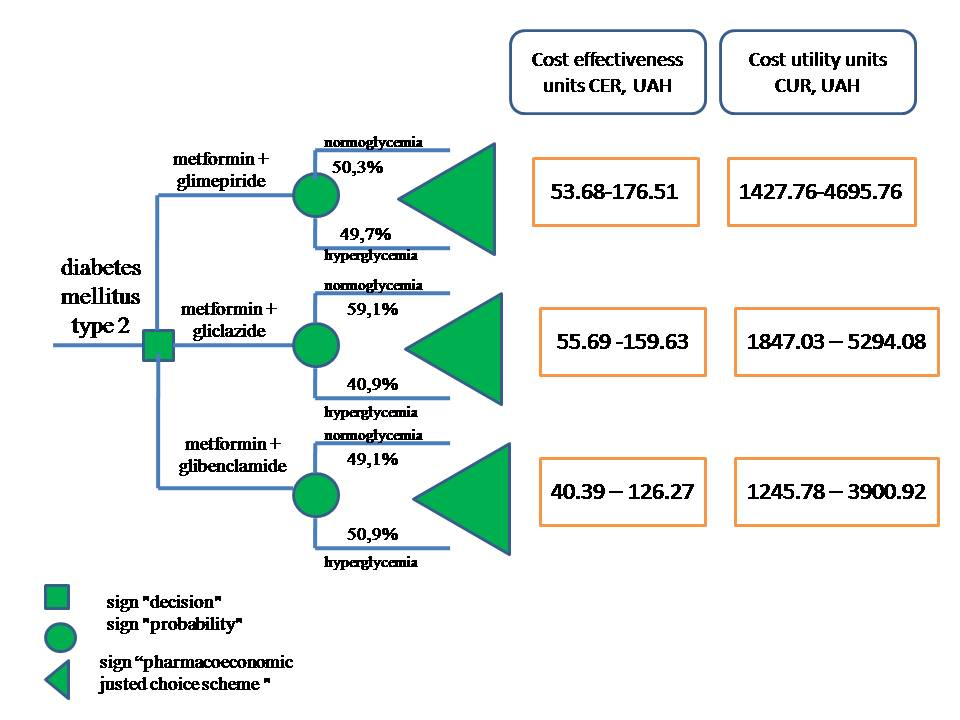 Cost effectiveness
units CER, UAH
Cost utility units
CUR, UAH
diabetes
mellitus
type 2
metformin +
glimepiride
normoglycemia
50,3%
49,7%
hyperglycemia
53.68-176.51
1427.76-4695.76
metformin +
gliclazide
normoglycemia
59,1%
40,9%
hyperglycemia
55.69 -159.63
1847.03 – 5294.08
metformin +
glibenclamide
normoglycemia
49,1%
50,9%
hyperglycemia
40.39 – 126.27
1245.78 – 3900.92
sign "decision"
sign "probability"
sign “pharmacoeconomic
justed choice scheme "